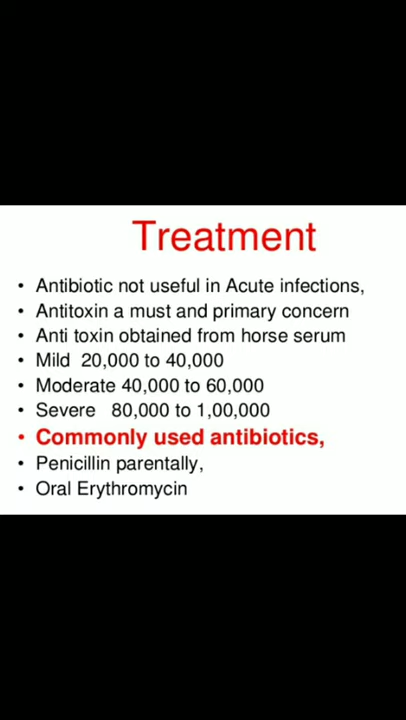 Treatment
• Antibiotic not useful in Acute infections,
• Antitoxin a must and primary concern
• Anti toxin obtained from horse serum
• Mild 20,000 to 40,000
• Moderate 40,000 to 60,000
• Severe 80,000 to 1,00,000
• Commonly used antibiotics,
• Penicillin parentally,
• Oral Erythromycin